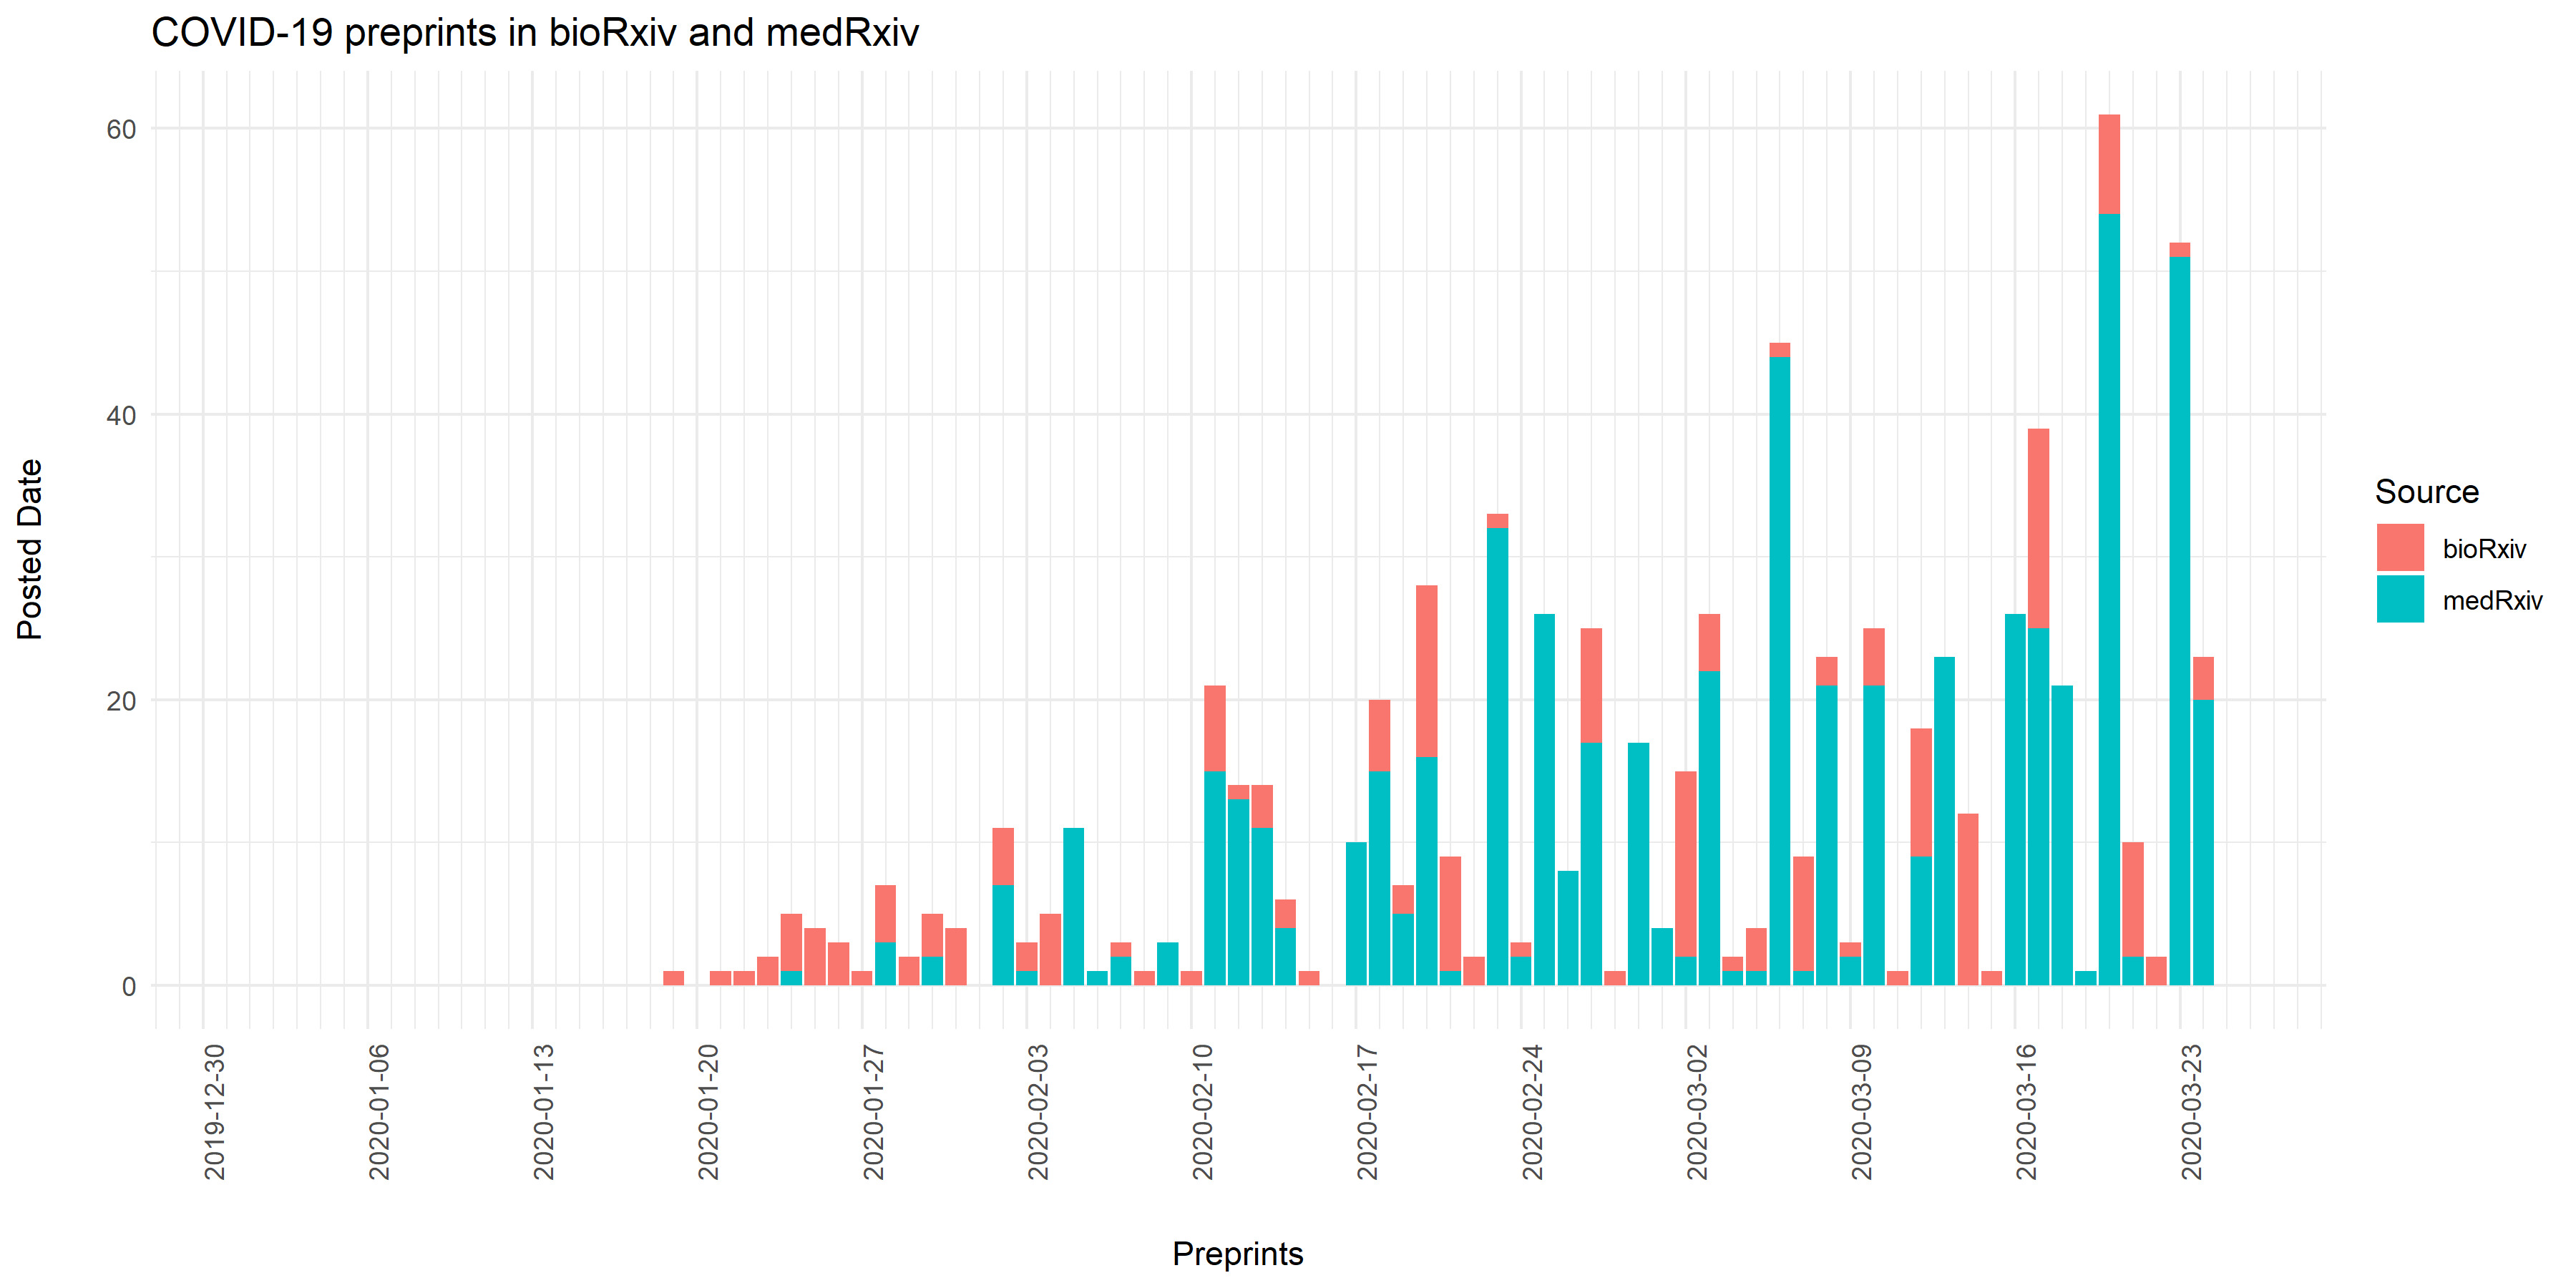 COVID-19 preprints in bioRxiv and medRxiv
Posted Date
60
40
20
0
2019-12-30
2020-01-06
2020-01-13
2020-01-20
2020-01-27
2020-02-03
2020-02-10
2020-02-17
2020-02-24
2020-03-02
2020-03-09
2020-03-16
2020-03-23
Preprints
Source
bioRxiv
medRxiv